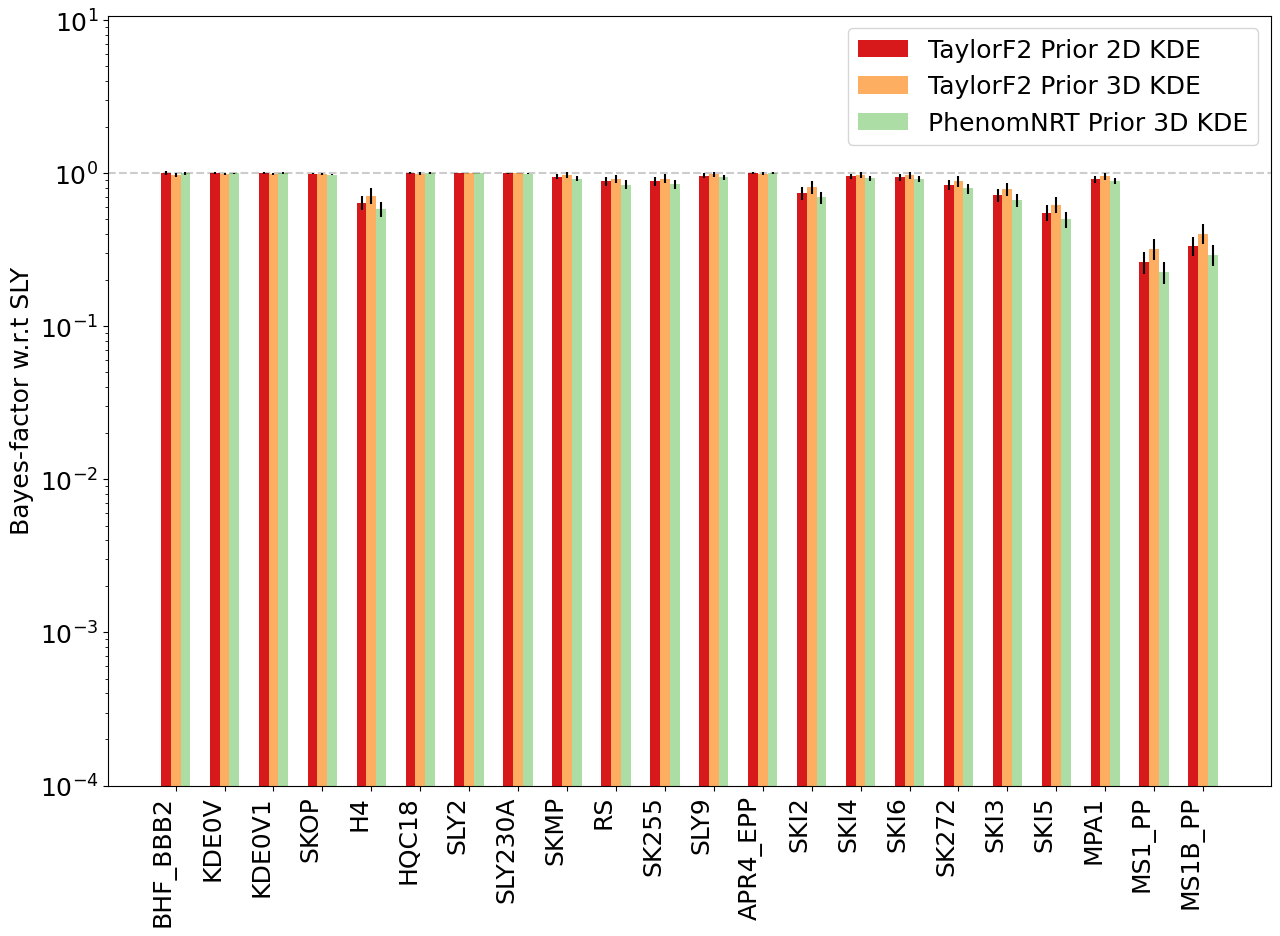 TaylorF2 Prior 2D KDE
TaylorF2 Prior 3D KDE
PhenomNRT Prior 3D KDE
Bayes-factor w.r.t SLY
10^1
10^0
10^-1
10^-2
10^-3
10^-4
BHF_BBB2
KDE0V
KDE0V1
SKOP
H4
HQC18
SLY2
SLY230A
SKMP
RS
SK255
SLY9
APR4_EPP
SKI2
SKI4
SKI6
SK272
SKI3
SKI5
MPA1
MS1_PP
MS1B_PP